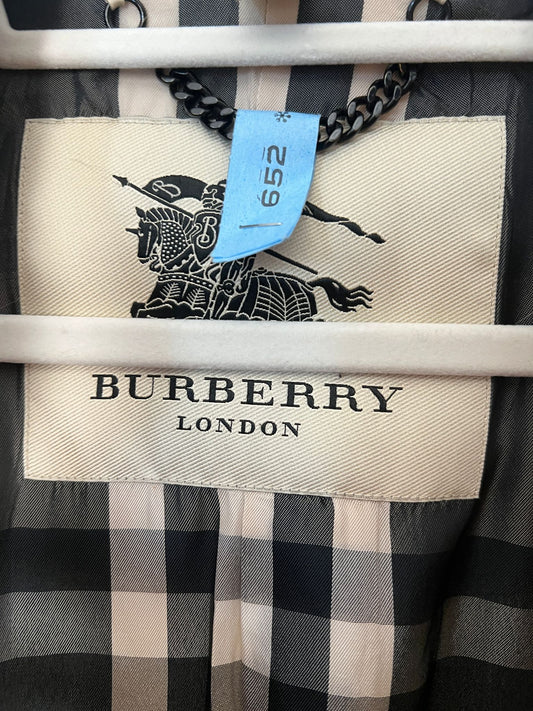 * 652 |
B
B
BURBERRY
LONDON